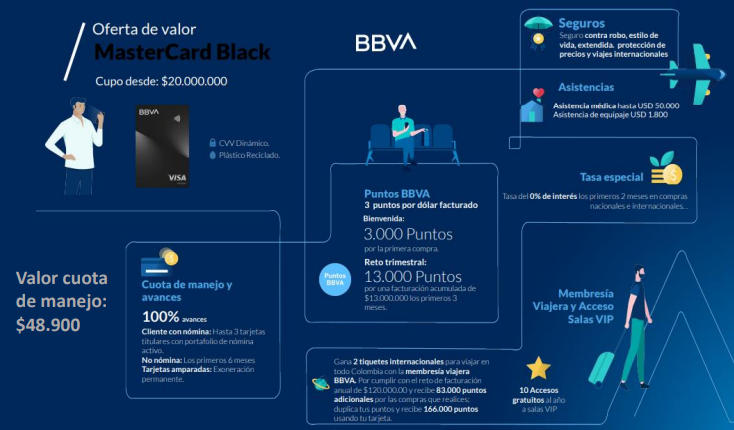 Oferta de valor
MasterCard Black
Cupo desde: $20.000.000
BBVA
BBVA
VISA
CVV Dinámico.
Plástico Reciclado.
Seguros
Seguro contra robo, estilo de
vida, extendida. protección de
precios y viajes internacionales
Asistencias
Asistencia médica hasta USD 50.000
Asistencia de equipaje USD 1.800
Tasa especial
Tasa del 0% de interés los primeros 2 meses en compras
nacionales e internacionales...
Puntos BBVA
3 puntos por dólar facturado
Bienvenida:
3.000 Puntos
por la primera compra.
Reto trimestral:
13.000 Puntos
por una facturación acumulada de
$13.000.000 los primeros 3
meses.
Puntos
BBVA
Valor cuota
de manejo:
$48.900
Cuota de manejo y
avances
100% avances
Cliente con nómina: Hasta 3 tarjetas
titulares con portafolio de nómina
activo.
No nómina: Los primeros 6 meses
Tarjetas amparadas: Exoneración
permanente.
Membresía
Viajera y Acceso
Salas VIP
Gana 2 tiquetes internacionales para viajar en
todo Colombia con la membresía viajera
BBVA. Por cumplir con el reto de facturación
anual de $120.000.00 y recibe 83.000 puntos
adicionales por las compras que realices;
duplica tus puntos y recibe 166.000 puntos
usando tu tarjeta.
10 Accesos
gratuitos al año
a salas VIP